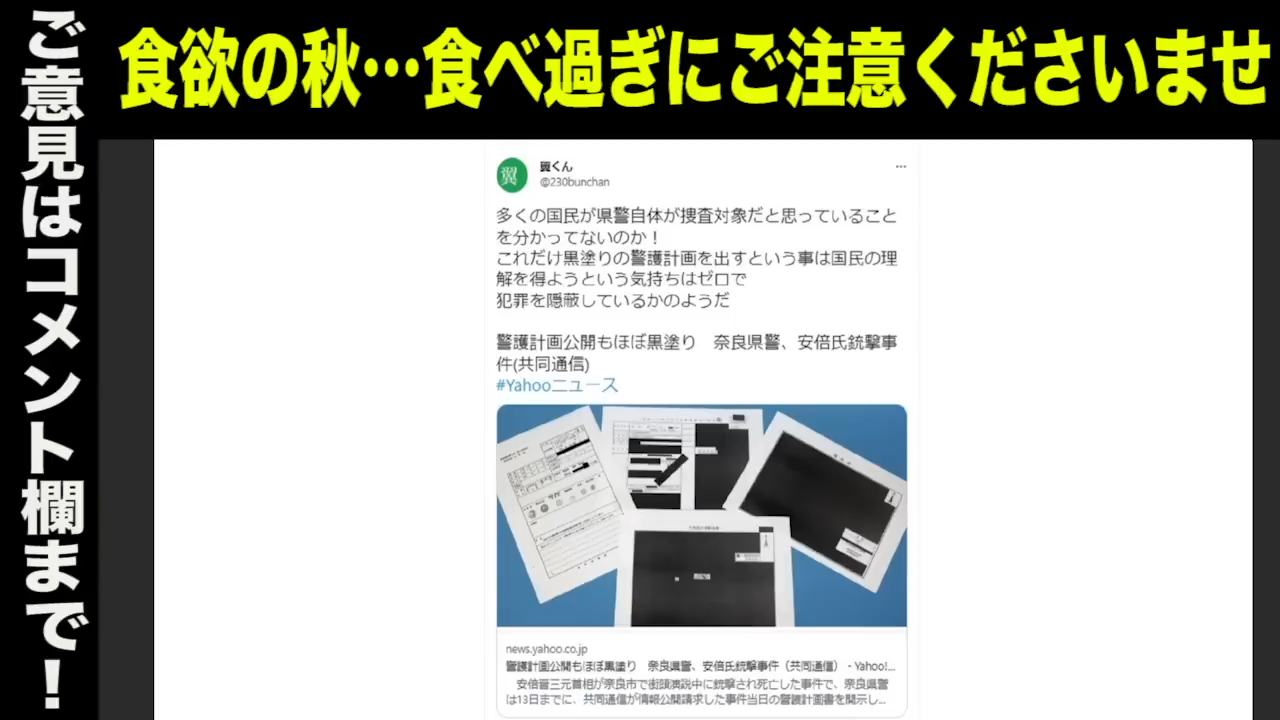 食欲の秋…食べ過ぎにご注意くださいませ
ご意見はコメント欄まで！
翼くん
@230bunchan
多くの国民が県警自体が捜査対象だと思っていること
を分かってないのか！
これだけ黒塗りの警護計画を出すという事は国民の理
解を得ようという気持ちはゼロで
犯罪を隠蔽しているかのようだ
警護計画公開もほぼ黒塗り　奈良県警、安倍氏銃撃事
件(共同通信)
#Yahooニュース
news.yahoo.co.jp
警護計画公開もほぼ黒塗り　奈良県警、安倍氏銃撃事件（共同通信） - Yahoo!...
安倍晋三元首相が奈良市で街頭演説中に銃撃され死亡した事件で、奈良県警
は13日までに、共同通信が情報公開請求した事件当日の警護計画書を開示し...